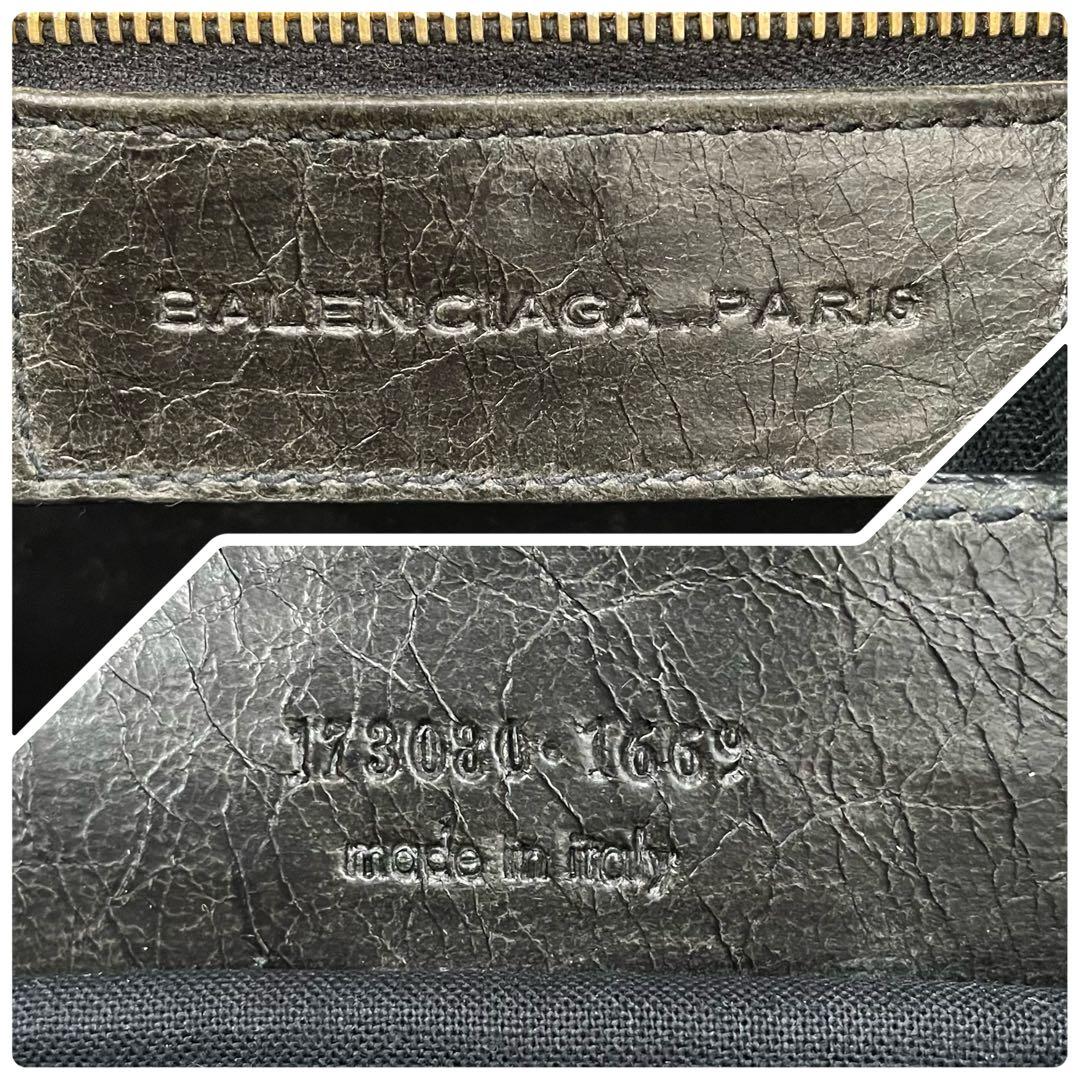 BALENCIAGA . PARIS
173080·1669
made in italy